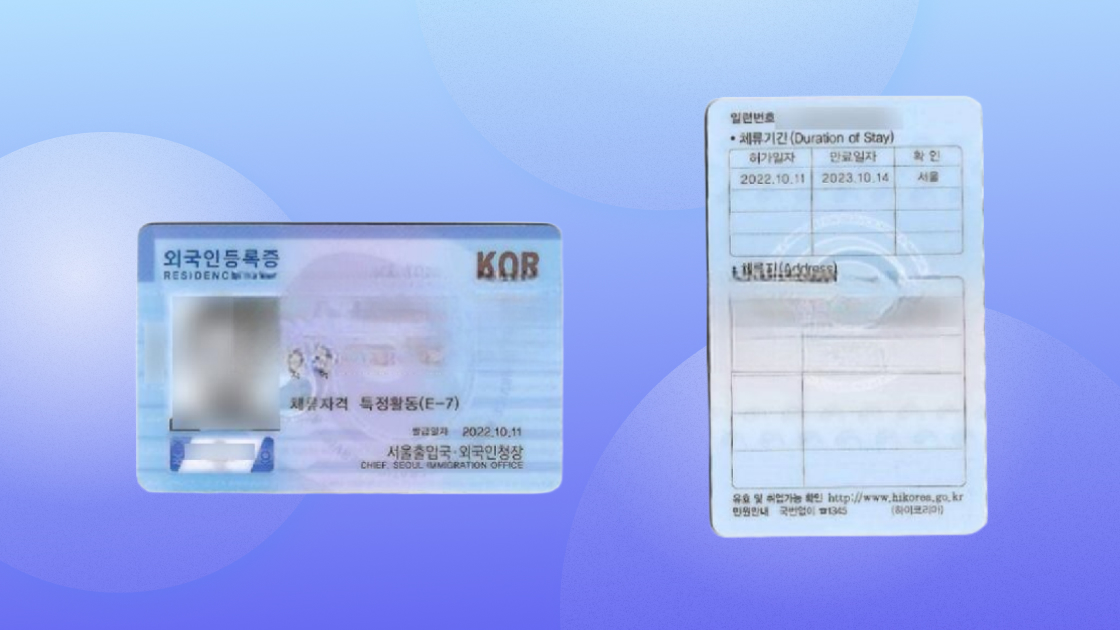 외국인등록증
KOR
체류자격 특정활동(E-7)
발급일자 2022.10.11
서울출입국·외국인청장
CHIEF, SEOUL IMMIGRATION OFFICE
일련번호
• 체류기간(Duration of Stay)
허가일자 만료일자 확 인
2022.10.11 2023.10.14 서울
체류지(Address)
유효 및 취업가능 확인 http://www.hikorea.go.kr
민원안내 국번없이 ☎1345 (하이코리아)